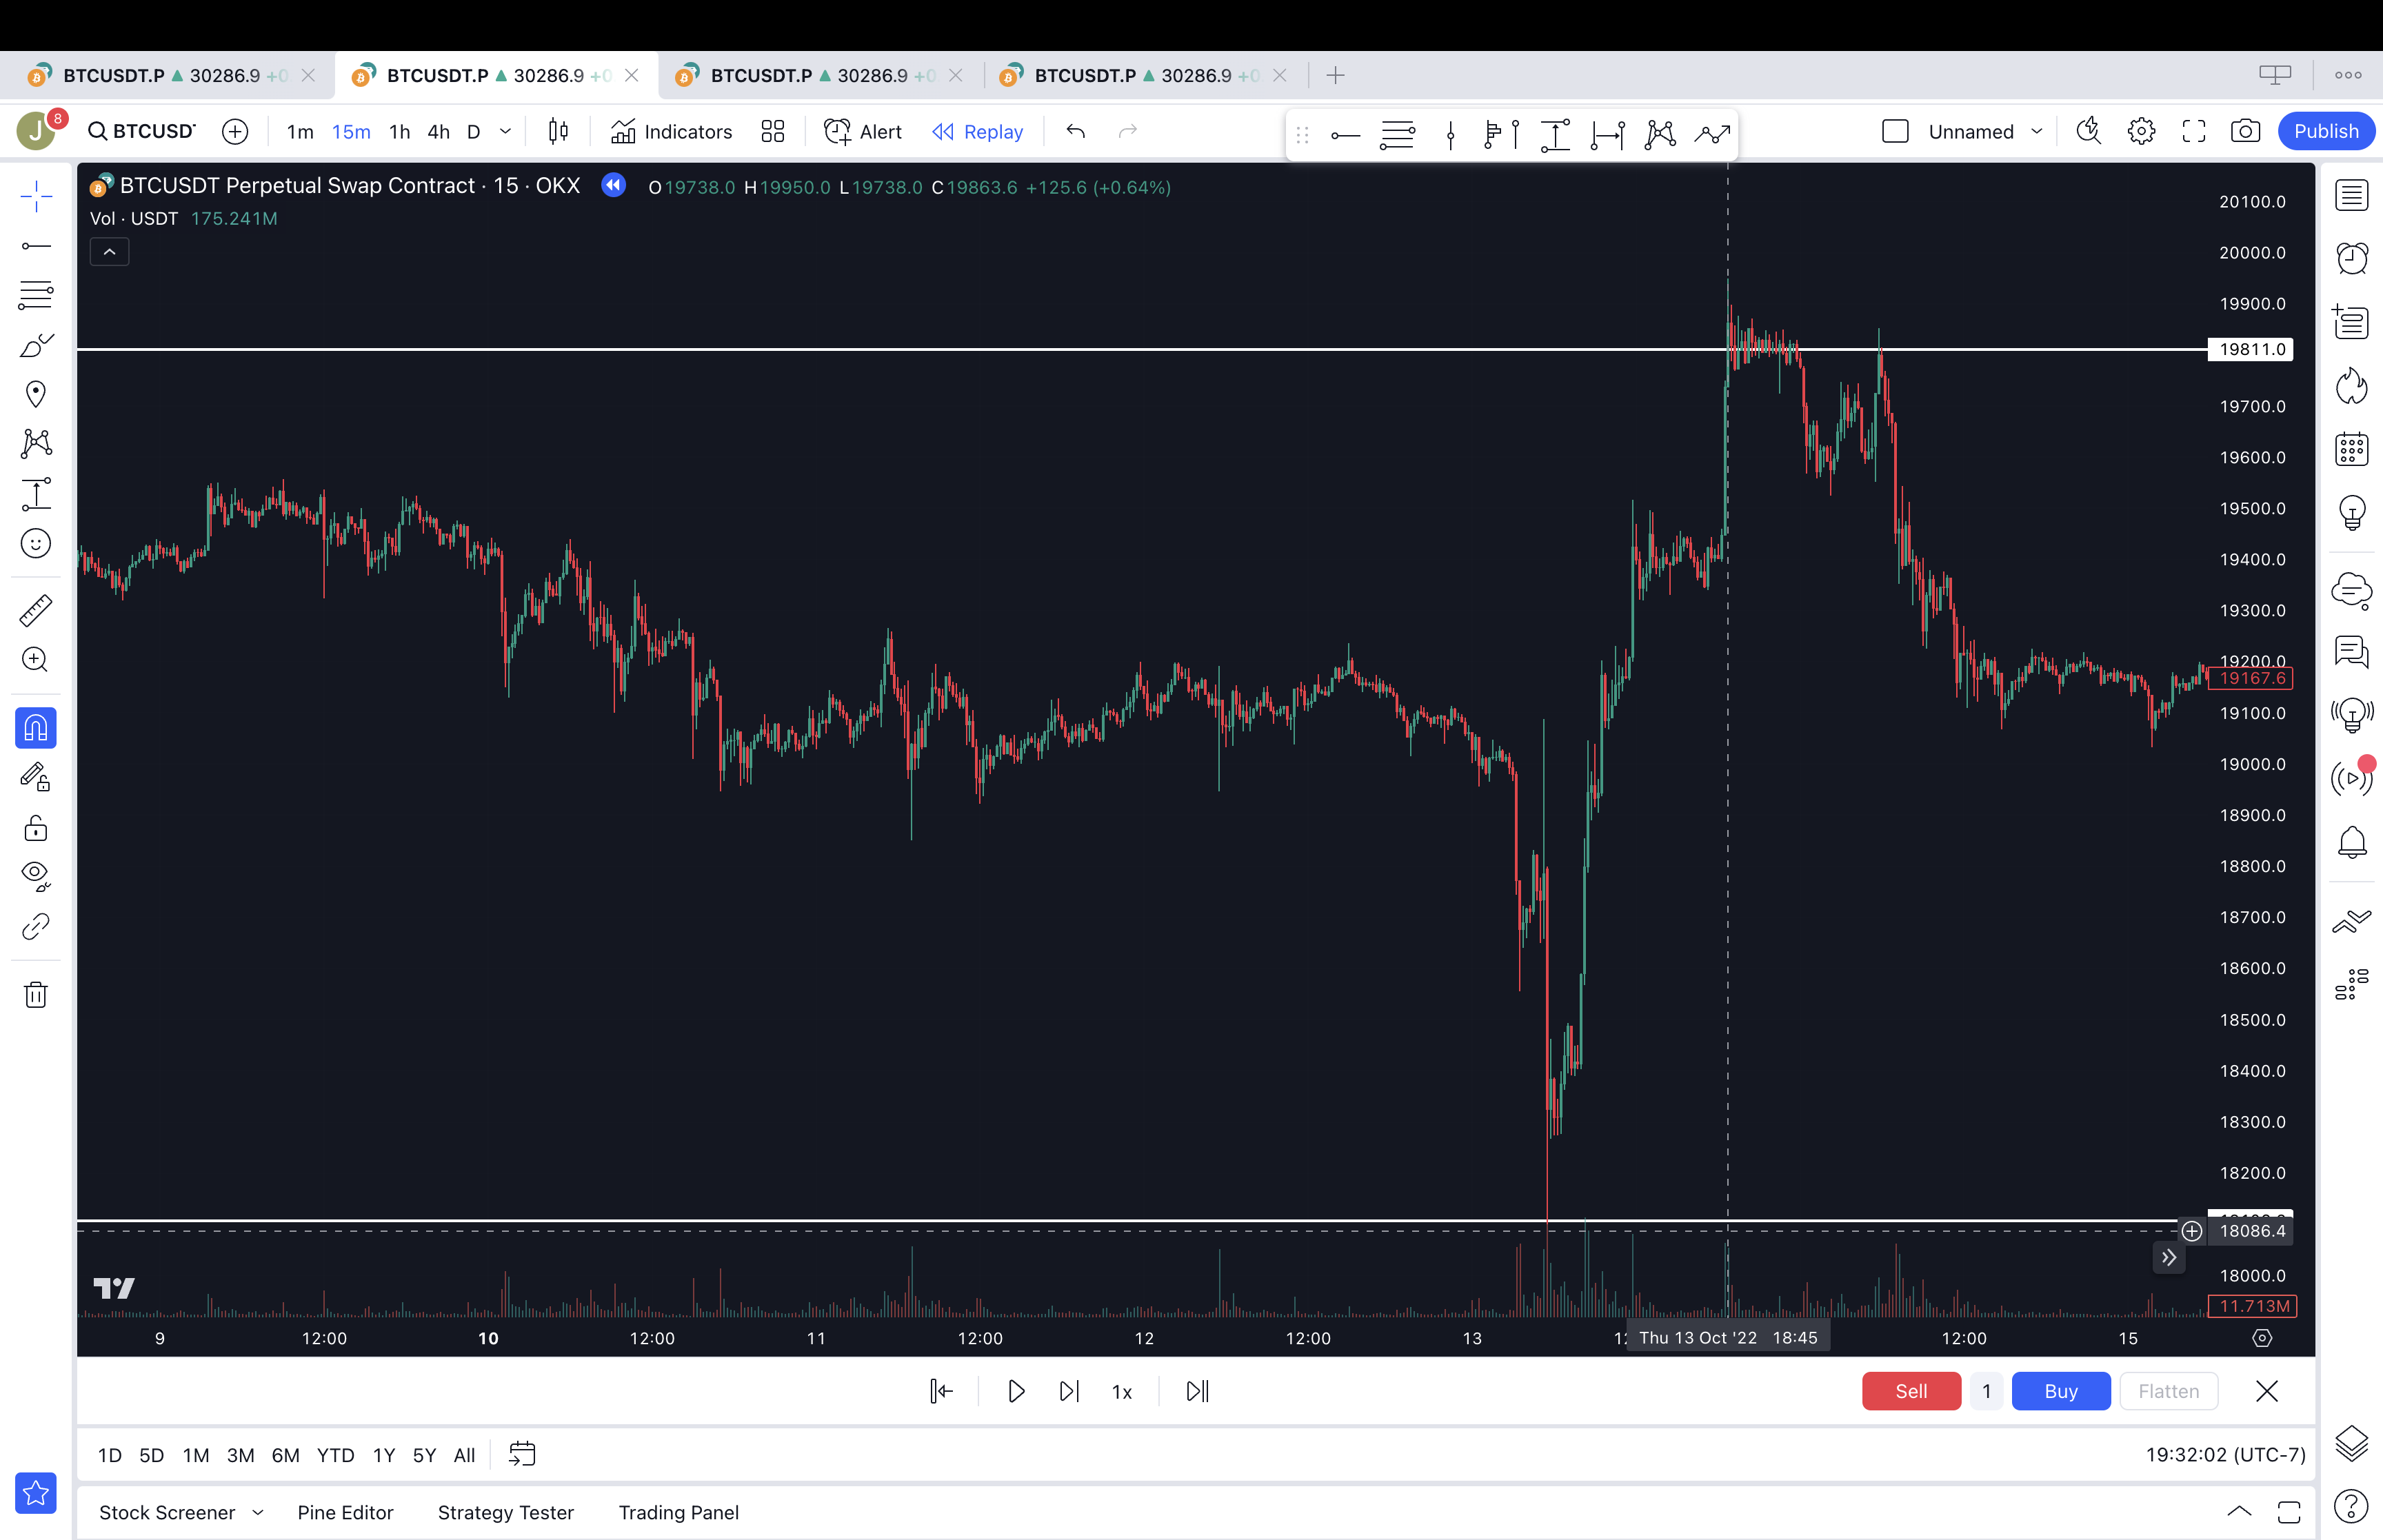 BTCUSDT.P 30286.9 +0 BTCUSDT.P 30286.9 +0 BTCUSDT.P 30286.9 +0 BTCUSDT.P 30286.9 +0
J 8 BTCUSD 1m 15m 1h 4h D Indicators Alert Replay Unnamed Publish
BTCUSDT Perpetual Swap Contract · 15 · OKX O19738.0 H19950.0 L19738.0 C19863.6 +125.6 (+0.64%)
Vol · USDT 175.241M
20100.0
20000.0
19900.0
19811.0
19700.0
19600.0
19500.0
19400.0
19300.0
19200.0
19167.6
19100.0
19000.0
18900.0
18800.0
18700.0
18600.0
18500.0
18400.0
18300.0
18200.0
18086.4
18000.0
11.713M
9 12:00 10 12:00 11 12:00 12 12:00 13 Thu 13 Oct '22 18:45 12:00 15
1x Sell 1 Buy Flatten
1D 5D 1M 3M 6M YTD 1Y 5Y All 19:32:02 (UTC-7)
Stock Screener Pine Editor Strategy Tester Trading Panel